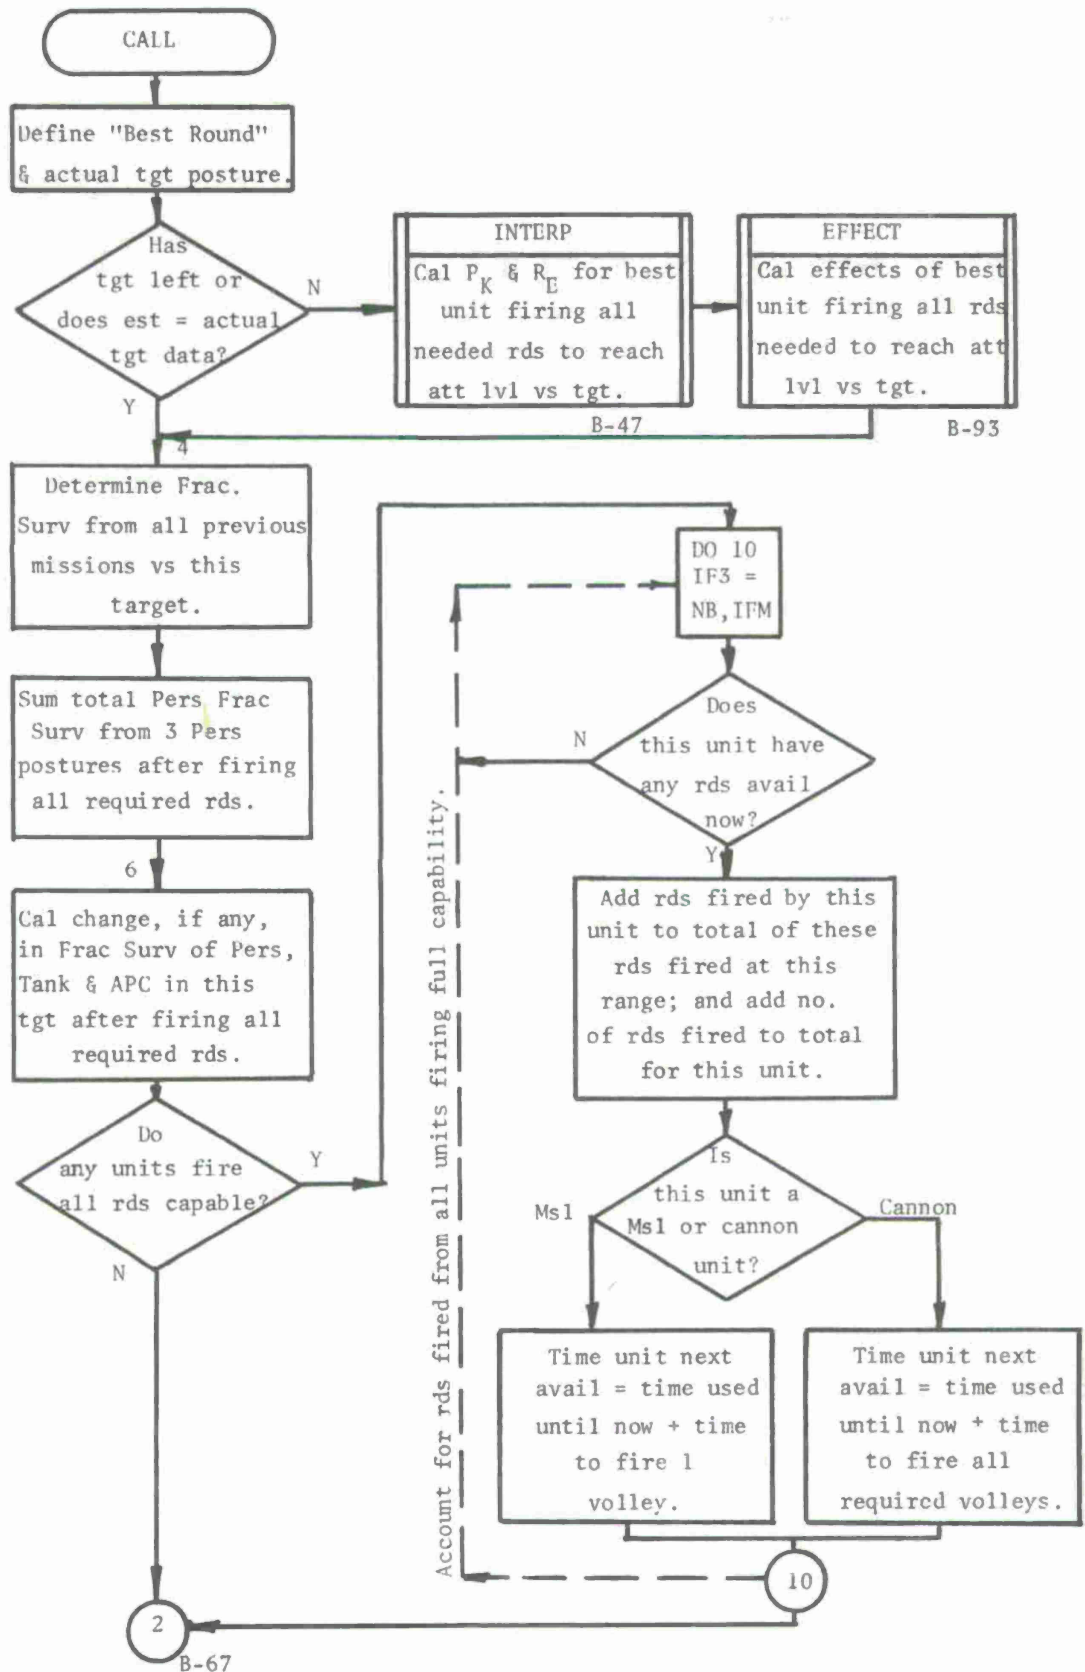 CALL
Define "Best Round"
& actual tgt posture.
Has
tgt left or
does est = actual
tgt data?
N
Y
INTERP
Cal P_K & R_E for best
unit firing all
needed rds to reach
att lvl vs tgt.
B-47
EFFECT
Cal effects of best
unit firing all rds
needed to reach att
lvl vs tgt.
B-93
4
Determine Frac.
Surv from all previous
missions vs this
target.
Sum total Pers Frac
Surv from 3 Pers
postures after firing
all required rds.
6
Cal change, if any,
in Frac Surv of Pers,
Tank & APC in this
tgt after firing all
required rds.
Do
any units fire
all rds capable?
Y
N
Account for rds fired from all units firing full capability.
DO 10
IF3 =
NB,IFM
Does
this unit have
any rds avail
now?
N
Y
Add rds fired by this
unit to total of these
rds fired at this
range; and add no.
of rds fired to total
for this unit.
Is
this unit a
Msl or cannon
unit?
Msl
Cannon
Time unit next
avail = time used
until now + time
to fire 1
volley.
Time unit next
avail = time used
until now + time
to fire all
required volleys.
10
2
B-67